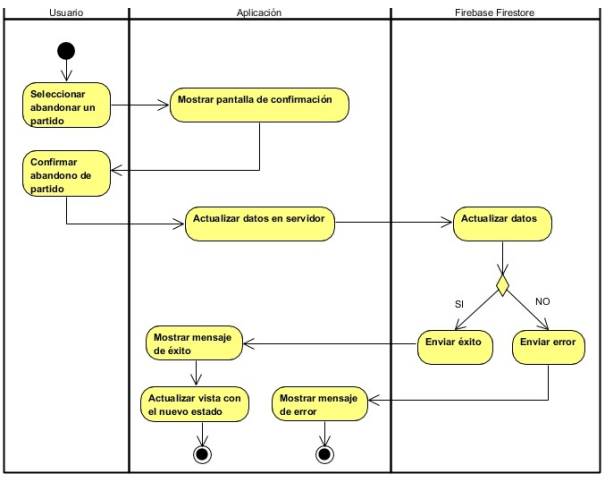 Usuario
Aplicación
Firebase Firestore
Seleccionar
abandonar un
partido
Mostrar pantalla de confirmación
Confirmar
abandono de
partido
Actualizar datos en servidor
Actualizar datos
SI
NO
Mostrar mensaje
de éxito
Enviar éxito
Enviar error
Actualizar vista con
el nuevo estado
Mostrar mensaje
de error